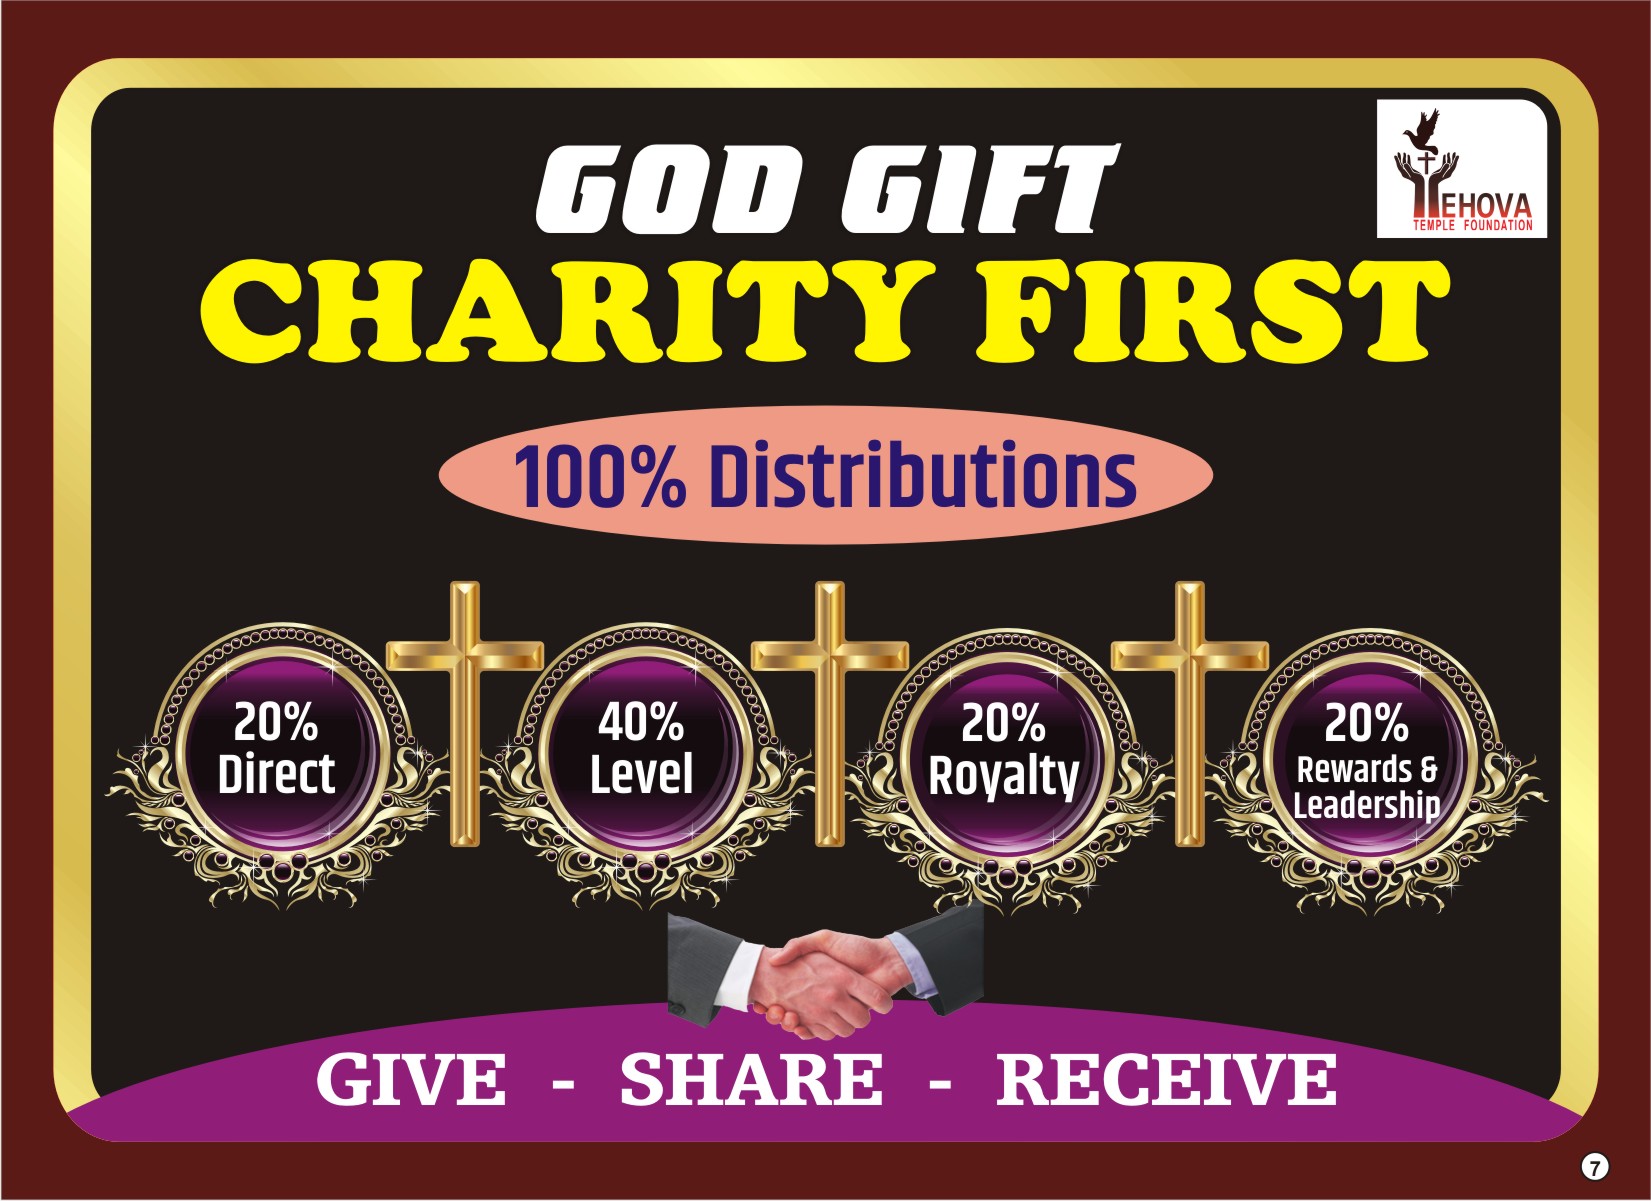 GOD GIFT
YEHOVA
TEMPLE FOUNDATION
CHARITY FIRST
100% Distributions
20%
Direct
40%
Level
20%
Royalty
20%
Rewards &
Leadership
GIVE - SHARE - RECEIVE
7